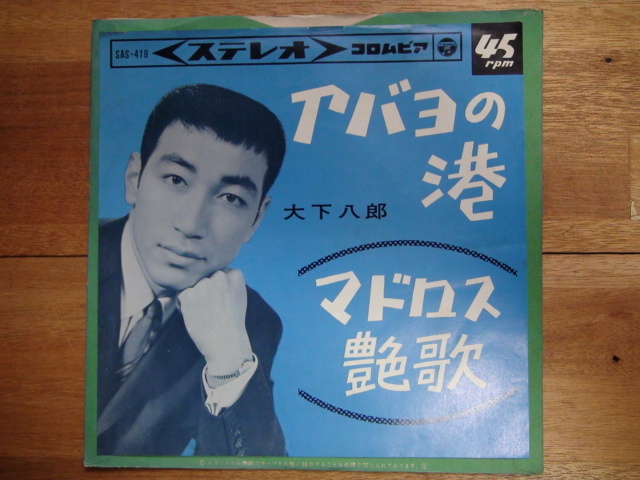 SAS-419 <ステレオ> コロムビア
45
rpm
アバヨの
港
大下八郎
マドロス
艶歌